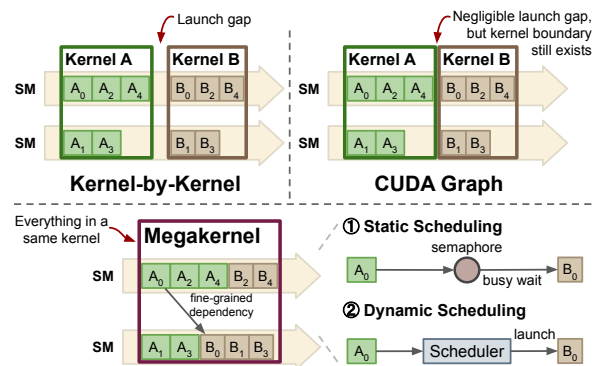 Launch gap
Kernel A
Kernel B
SM
A0 A2 A4
B0 B2 B4
SM
A1 A3
B1 B3
Kernel-by-Kernel
Negligible launch gap,
but kernel boundary
still exists
Kernel A
Kernel B
SM
A0 A2 A4
B0 B2 B4
SM
A1 A3
B1 B3
CUDA Graph
Everything in a
same kernel
Megakernel
SM
A0 A2 A4 B2 B4
fine-grained
dependency
SM
A1 A3 B0 B1 B3
① Static Scheduling
semaphore
A0
B0
busy wait
② Dynamic Scheduling
launch
A0
Scheduler
B0